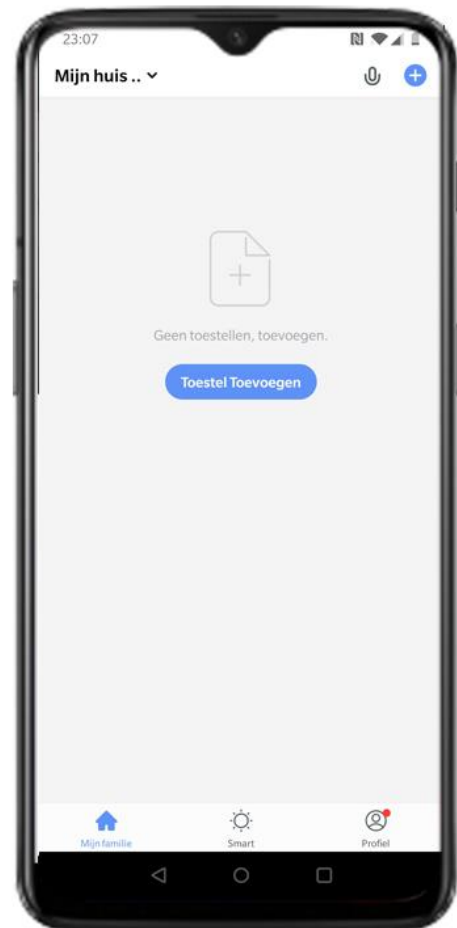 23:07
Mijn huis ..
Geen toestellen, toevoegen.
Toestel Toevoegen
Mijn familie
Smart
Profiel